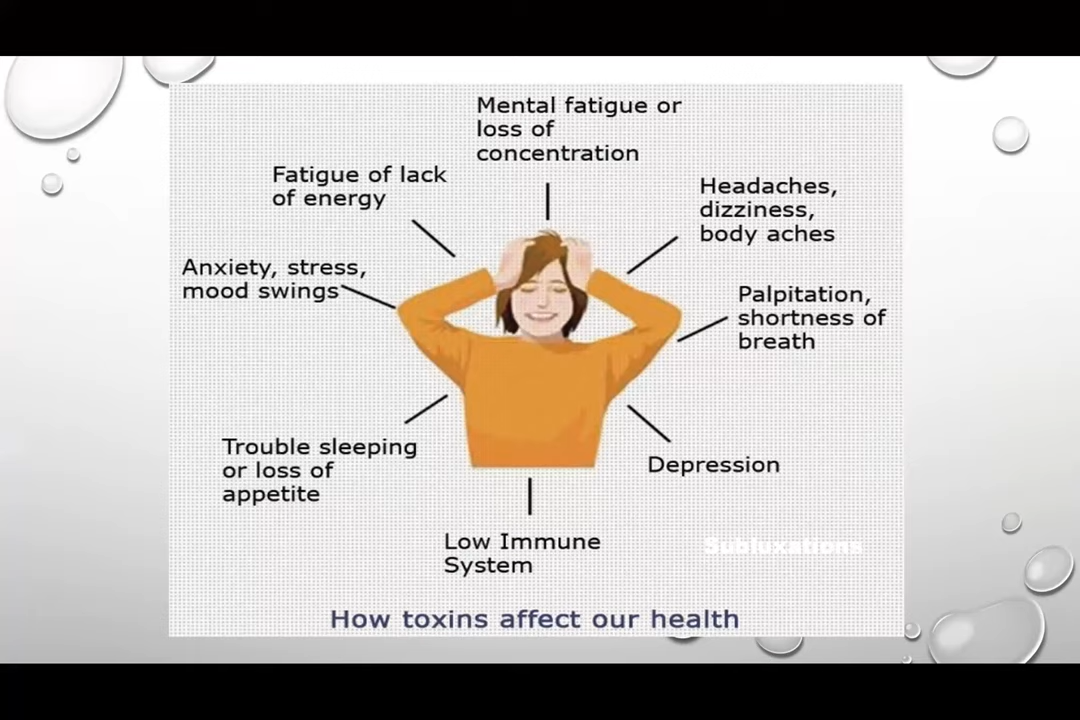 Mental fatigue or
loss of
concentration
Fatigue of lack
of energy
Headaches,
dizziness,
body aches
Anxiety, stress,
mood swings
Palpitation,
shortness of
breath
Trouble sleeping
or loss of
appetite
Depression
Low Immune
System
Subluxations
How toxins affect our health